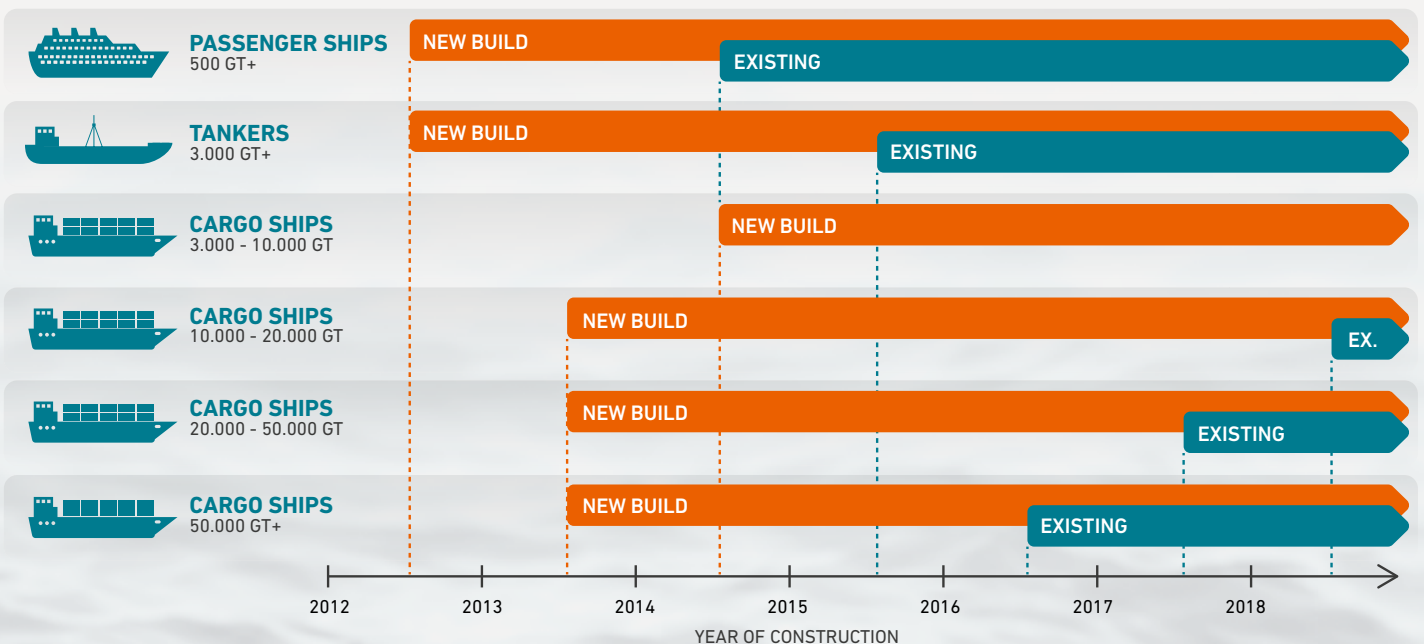 PASSENGER SHIPS
500 GT+
NEW BUILD
EXISTING
TANKERS
3.000 GT+
NEW BUILD
EXISTING
CARGO SHIPS
3.000 - 10.000 GT
NEW BUILD
CARGO SHIPS
10.000 - 20.000 GT
NEW BUILD
EX.
CARGO SHIPS
20.000 - 50.000 GT
NEW BUILD
EXISTING
CARGO SHIPS
50.000 GT+
NEW BUILD
EXISTING
2012 2013 2014 2015 2016 2017 2018
YEAR OF CONSTRUCTION